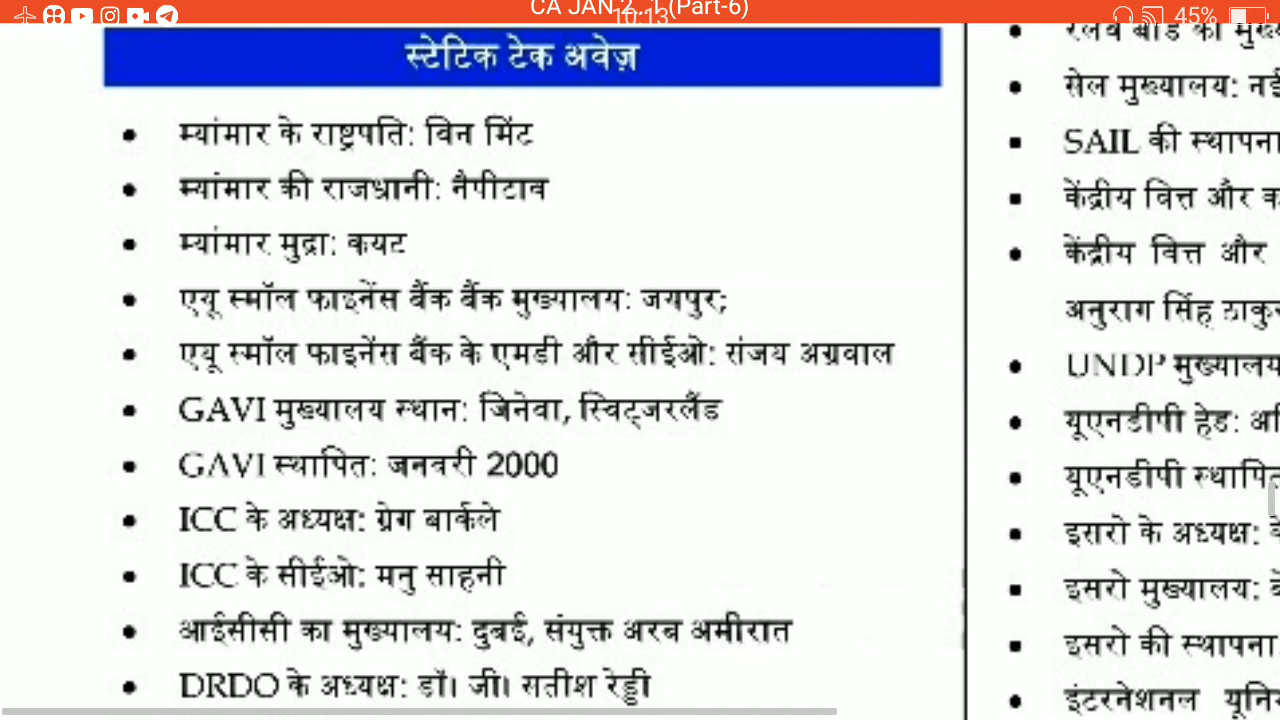 CA JAN 2...1 (Part-6)
10:13
45%
स्टेटिक टेक अवेज़
म्यांमार के राष्ट्रपति: विन मिंट
म्यांमार की राजधानी: नैपीटाव
म्यांमार मुद्रा: कयट
एयू स्मॉल फाइनेंस बैंक बैंक मुख्यालय: जयपुर;
एयू स्मॉल फाइनेंस बैंक के एमडी और सीईओ: संजय अग्रवाल
GAVI मुख्यालय स्थान: जिनेवा, स्विट्जरलैंड
GAVI स्थापित: जनवरी 2000
ICC के अध्यक्ष: ग्रेग बार्कले
ICC के सीईओ: मनु साहनी
आईसीसी का मुख्यालय: दुबई, संयुक्त अरब अमीरात
DRDO के अध्यक्ष: डॉ। जी। सतीश रेड्डी
सेल मुख्यालय:
SAIL की स्थापना
केंद्रीय वित्त और
केंद्रीय वित्त और
अनुराग सिंह
UNDP मुख्यालय
यूएनडीपी हेड:
यूएनडीपी
इसरो के अध्यक्ष:
इसरो मुख्यालय:
इसरो की स्थापना
इंटरनेशनल